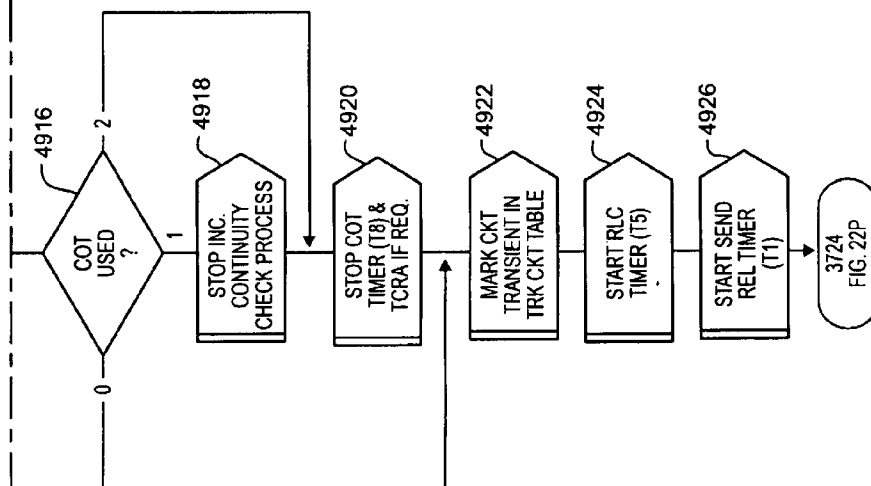 4916
COT
USED
?
0
2
1
4918
STOP INC.
CONTINUITY
CHECK PROCESS
4920
STOP COT
TIMER (T8) &
TCRA IF REQ.
4922
MARK CKT
TRANSIENT IN
TRK CKT TABLE
4924
START RLC
TIMER (T5)
4926
START SEND
REL TIMER
(T1)
3724
FIG. 22P